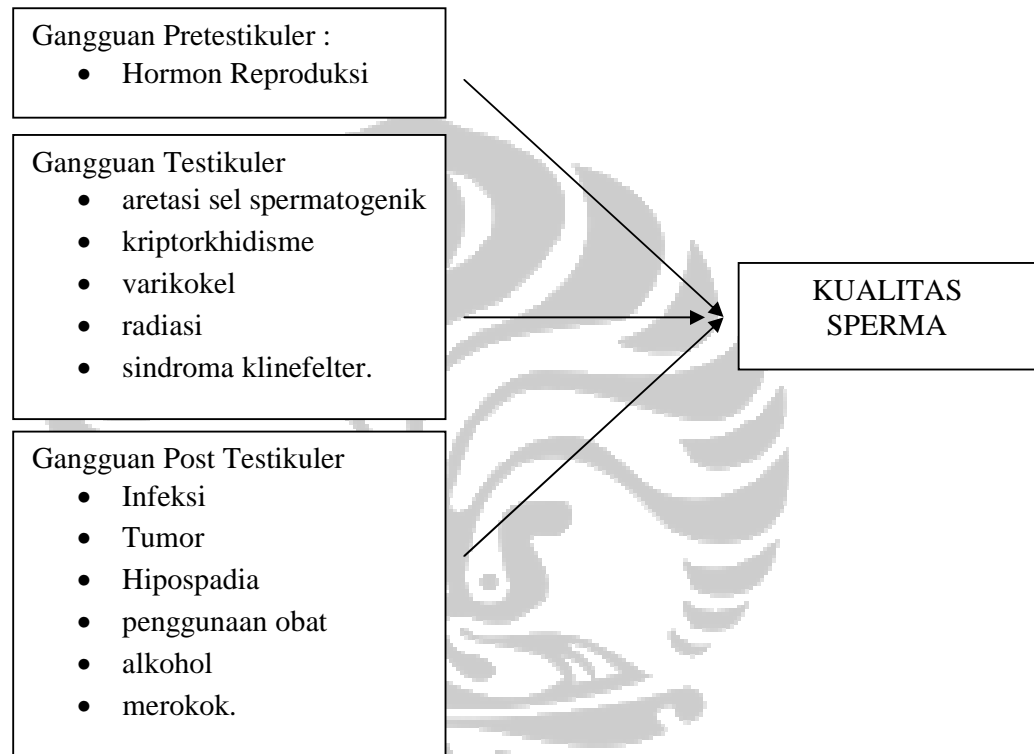 Gangguan Pretestikuler :
• Hormon Reproduksi
Gangguan Testikuler
• aretasi sel spermatogenik
• kriptorkhidisme
• varikokel
• radiasi
• sindroma klinefelter.
Gangguan Post Testikuler
• Infeksi
• Tumor
• Hipospadia
• penggunaan obat
• alkohol
• merokok.
KUALITAS
SPERMA